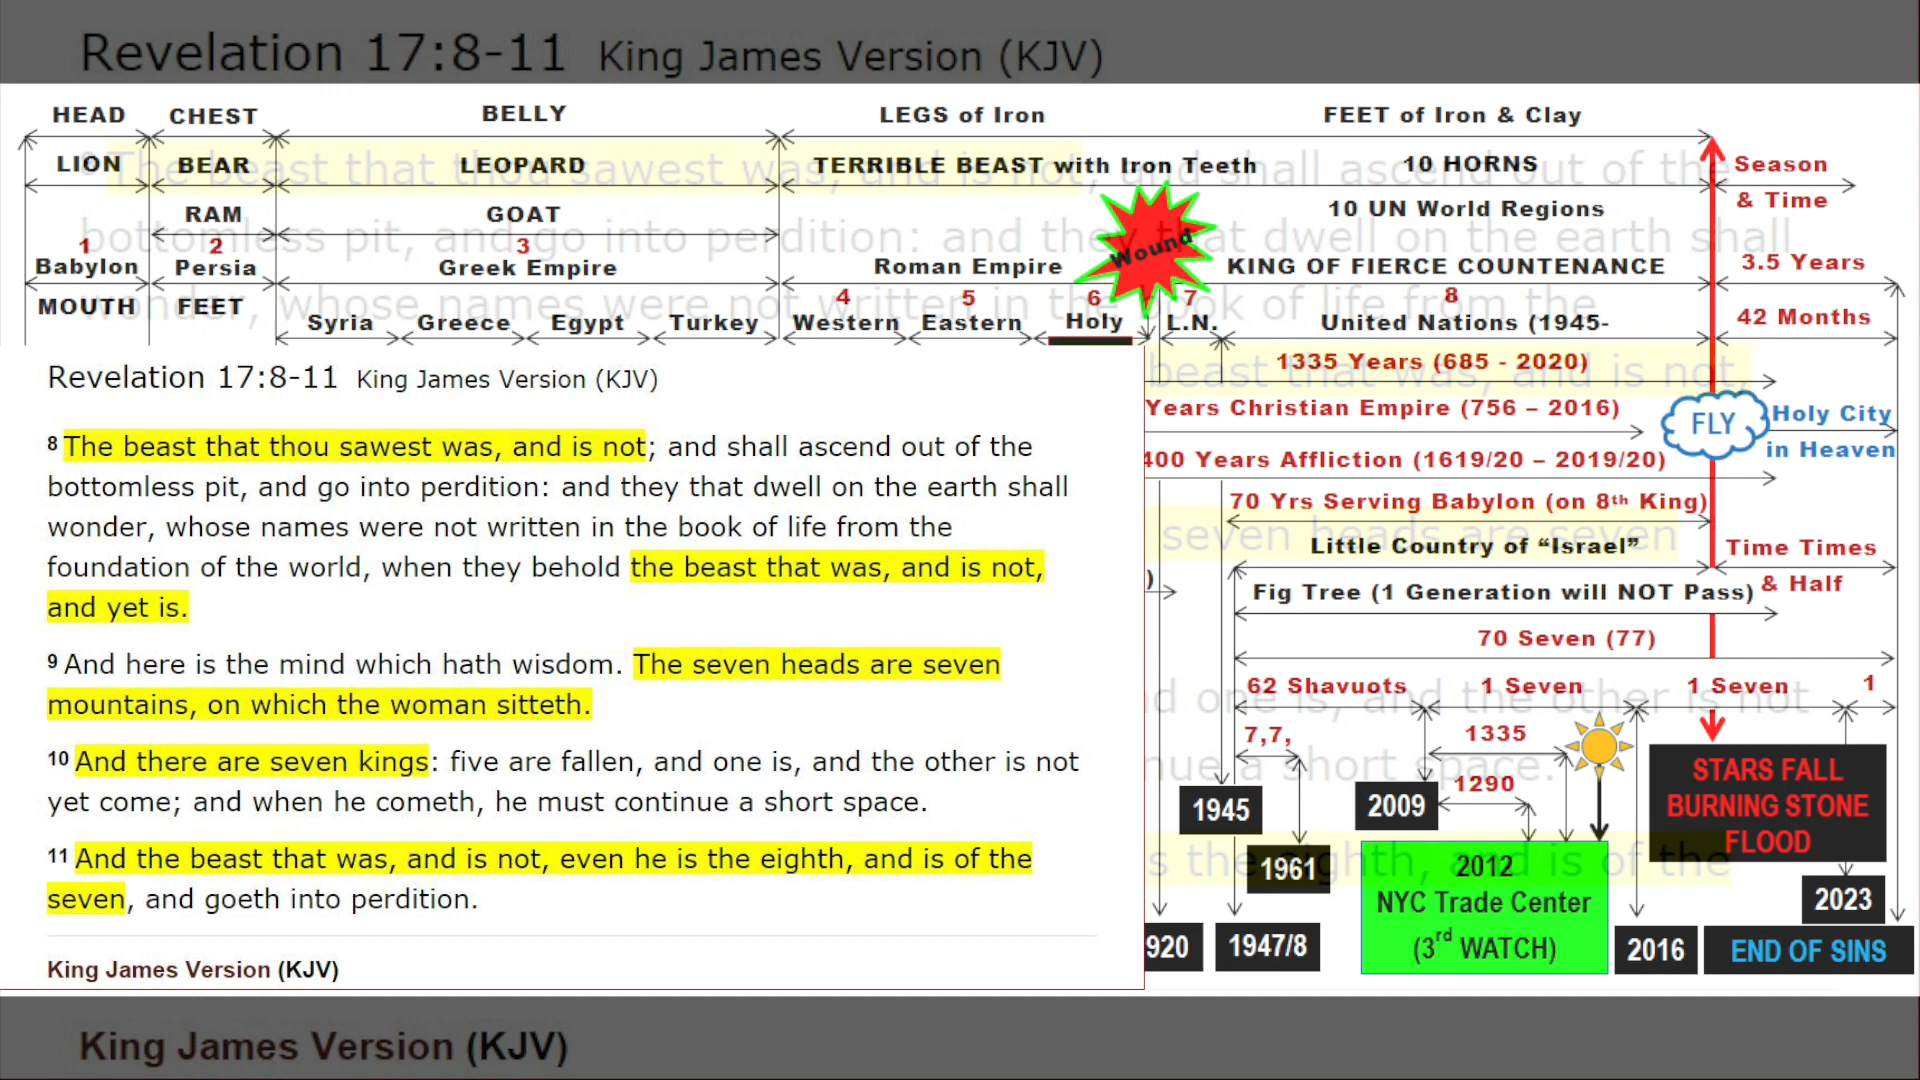 Revelation 17:8-11 King James Version (KJV)
HEAD CHEST BELLY LEGS of Iron FEET of Iron & Clay
LION BEAR LEOPARD TERRIBLE BEAST with Iron Teeth 10 HORNS Season
& Time
RAM GOAT 10 UN World Regions
1 2 3
Babylon Persia Greek Empire Roman Empire Wound KING OF FIERCE COUNTENANCE 3.5 Years
MOUTH FEET 4 5 6 7 8
Syria Greece Egypt Turkey Western Eastern Holy L.N. United Nations (1945- 42 Months
1335 Years (685 - 2020)
Years Christian Empire (756 – 2016) FLY Holy City
in Heaven
400 Years Affliction (1619/20 – 2019/20)
70 Yrs Serving Babylon (on 8th King)
Little Country of “Israel” Time Times
& Half
) Fig Tree (1 Generation will NOT Pass)
70 Seven (77)
62 Shavuots 1 Seven 1 Seven 1
7,7, 1335
1290
1945 2009 STARS FALL
BURNING STONE
FLOOD
1961 2012
NYC Trade Center
(3rd WATCH)
2023
920 1947/8 2016 END OF SINS
Revelation 17:8-11 King James Version (KJV)
8 The beast that thou sawest was, and is not; and shall ascend out of the
bottomless pit, and go into perdition: and they that dwell on the earth shall
wonder, whose names were not written in the book of life from the
foundation of the world, when they behold the beast that was, and is not,
and yet is.
9 And here is the mind which hath wisdom. The seven heads are seven
mountains, on which the woman sitteth.
10 And there are seven kings: five are fallen, and one is, and the other is not
yet come; and when he cometh, he must continue a short space.
11 And the beast that was, and is not, even he is the eighth, and is of the
seven, and goeth into perdition.
King James Version (KJV)
King James Version (KJV)